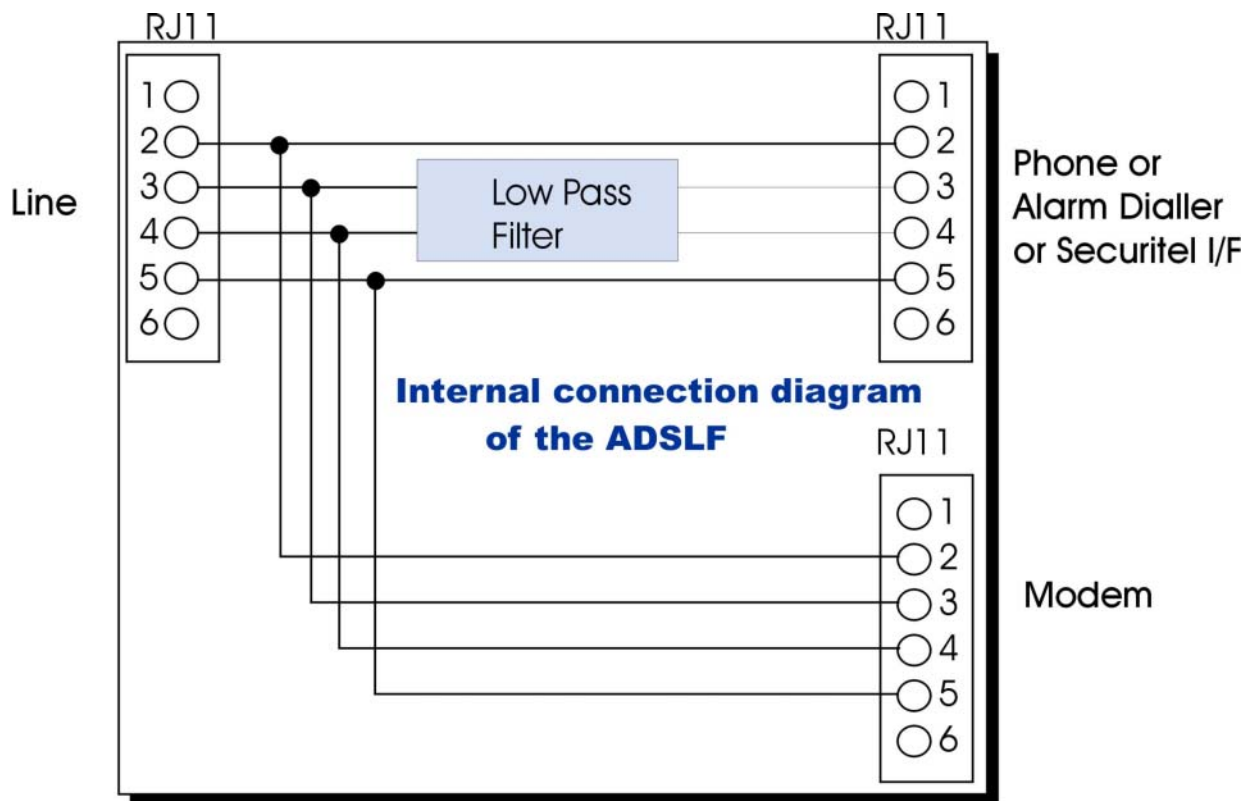 RJ11
RJ11
1
2
3
4
5
6
Line
Low Pass
Filter
1
2
3
4
5
6
Phone or
Alarm Dialler
or Securitel I/F
Internal connection diagram
of the ADSLF
RJ11
1
2
3
4
5
6
Modem